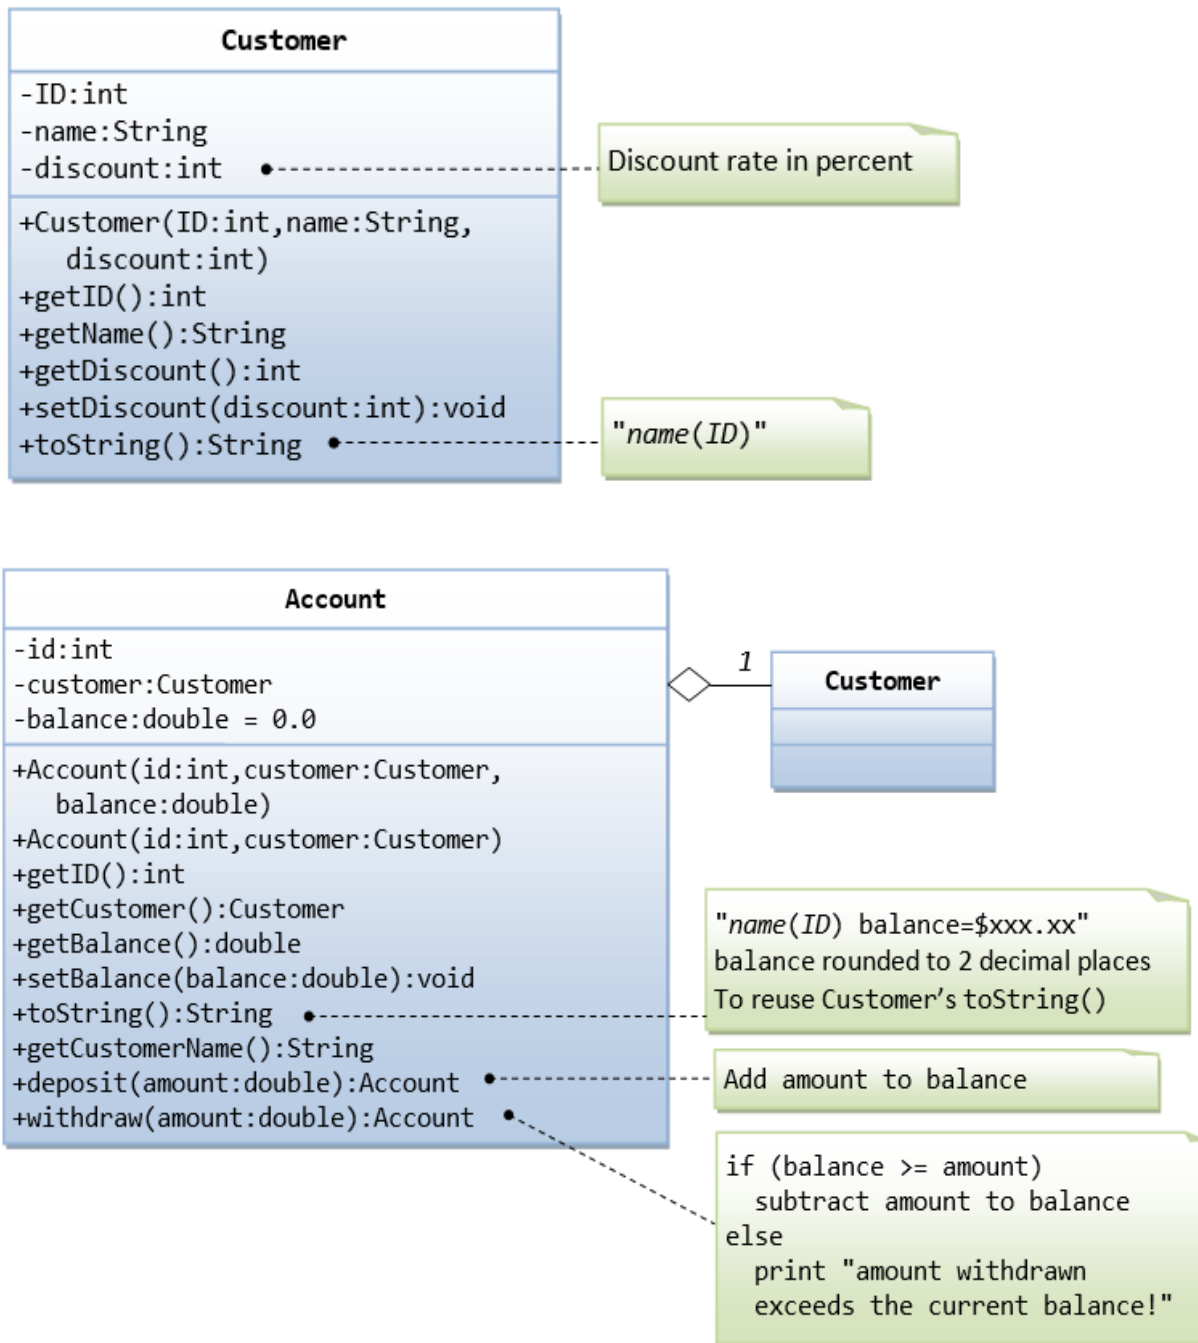 Customer
-ID:int
-name:String
-discount:int
Discount rate in percent
+Customer(ID:int,name:String,
discount:int)
+getID():int
+getName():String
+getDiscount():int
+setDiscount(discount:int):void
+toString():String
"name(ID)"
Account
-id:int
-customer:Customer
-balance:double = 0.0
1
Customer
+Account(id:int,customer:Customer,
balance:double)
+Account(id:int,customer:Customer)
+getID():int
+getCustomer():Customer
+getBalance():double
+setBalance(balance:double):void
+toString():String
+getCustomerName():String
+deposit(amount:double):Account
+withdraw(amount:double):Account
"name(ID) balance=$xxx.xx"
balance rounded to 2 decimal places
To reuse Customer’s toString()
Add amount to balance
if (balance >= amount)
subtract amount to balance
else
print "amount withdrawn
exceeds the current balance!"